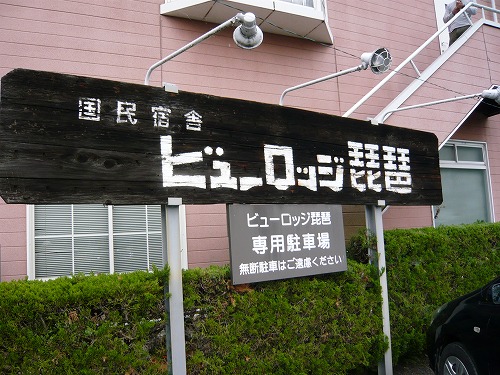 国民宿舎
ビューロッジ琵琶
ビューロッジ琵琶
専用駐車場
無断駐車はご遠慮ください